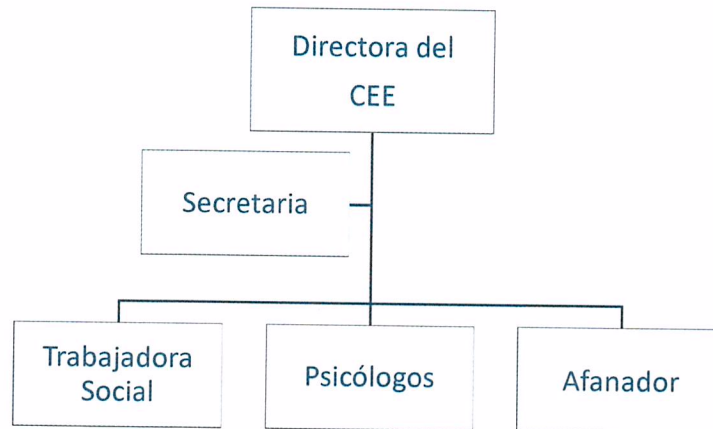 Directora del
CEE
Secretaria
Trabajadora
Social
Psicólogos
Afanador